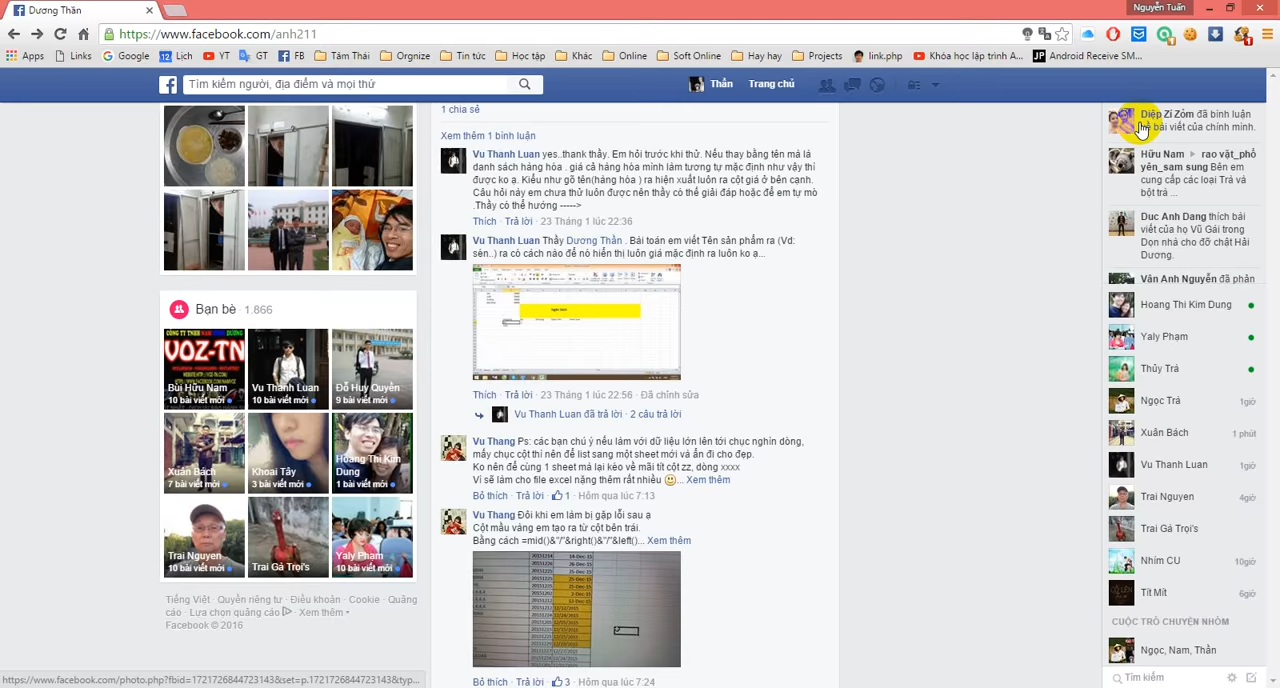 Dương Thần
Nguyễn Tuấn
https://www.facebook.com/anh211
Apps Links Google Lịch YT GT FB Tâm Thái Orgnize Tin tức Học tập Khác Online Soft Online Hay hay Projects link.php Khóa học lập trình A... Android Receive SM...
Tìm kiếm người, địa điểm và mọi thứ
Thần Trang chủ
1 chia sẻ
Xem thêm 1 bình luận
Vu Thanh Luan yes..thank thầy. Em hỏi trước khi thử. Nếu thay bằng tên mã là
danh sách hàng hóa . giá cả hàng hóa mình làm tương tự mặc định như vậy thì
được ko ạ. Kiểu như gõ tên(hàng hóa ) ra hiện xuất luôn ra cột giá ở bên cạnh.
Câu hỏi này em chưa thử luôn được nên thầy có thể giải đáp hoặc để em tự mò
.Thầy có thể hướng ----->
Thích · Trả lời · 23 Tháng 1 lúc 22:36
Vu Thanh Luan Thầy Dương Thần . Bái toán em viết Tên sản phẩm ra (Vd:
sèn..) ra có cách nào để nó hiển thị luôn giá mặc định ra luôn ko ạ...
Thích · Trả lời · 23 Tháng 1 lúc 22:56 · Đã chỉnh sửa
Vu Thanh Luan đã trả lời · 2 câu trả lời
Vu Thang Ps: các bạn chú ý nếu làm với dữ liệu lớn lên tới chục nghìn dòng,
mấy chục cột thì nên để list sang một sheet mới và ẩn đi cho đẹp.
Ko nên để cùng 1 sheet mà lại kéo về mãi tít cột zz, dòng xxxx
Vì sẽ làm cho file excel nặng thêm rất nhiều ... Xem thêm
Bỏ thích · Trả lời · 1 · Hôm qua lúc 7:13
Vu Thang Đôi khi em làm bị gặp lỗi sau ạ
Cột mầu vàng em tạo ra từ cột bên trái.
Bằng cách =mid()&"/"&right()&"/"&left()... Xem thêm
Bỏ thích · Trả lời · 3 · Hôm qua lúc 7:24
Bạn bè · 1.866
CÔNG TY TNHH NAM DƯƠNG
VOZ-TN
Bùi Hữu Nam
10 bài viết mới
Vu Thanh Luan
10 bài viết mới
Đỗ Huy Quyền
9 bài viết mới
Xuân Bách
7 bài viết mới
Khoai Tây
3 bài viết mới
Hoang Thi Kim
Dung
1 bài viết mới
Trai Nguyen
10 bài viết mới
Trai Gà Trọi's
Yaly Phạm
10 bài viết mới
Tiếng Việt · Quyền riêng tư · Điều khoản · Cookie · Quảng
cáo · Lựa chọn quảng cáo · Xem thêm
Facebook © 2016
Diệp Zí Zỏm đã bình luận
bài viết của chính mình.
Hữu Nam ▸ rao vặt_phổ
yên_sam sung Bên em
cung cấp các loại Trà và
bột trà ...
Duc Anh Dang thích bài
viết của họ Vũ Gái trong
Dọn nhà cho đỡ chật Hải
Dương.
Vân Anh Nguyễn đã phản
Hoang Thi Kim Dung
Yaly Phạm
Thủy Trà
Ngọc Trà 1giờ
Xuân Bách 1 phút
Vu Thanh Luan 1giờ
Trai Nguyen 4giờ
Trai Gà Trọi's
Nhím CU 10giờ
Tít Mít 6giờ
CUỘC TRÒ CHUYỆN NHÓM
Ngọc, Nam, Thần
Tìm kiếm
https://www.facebook.com/photo.php?fbid=1721726844723143&set=p.1721726844723143&typ...